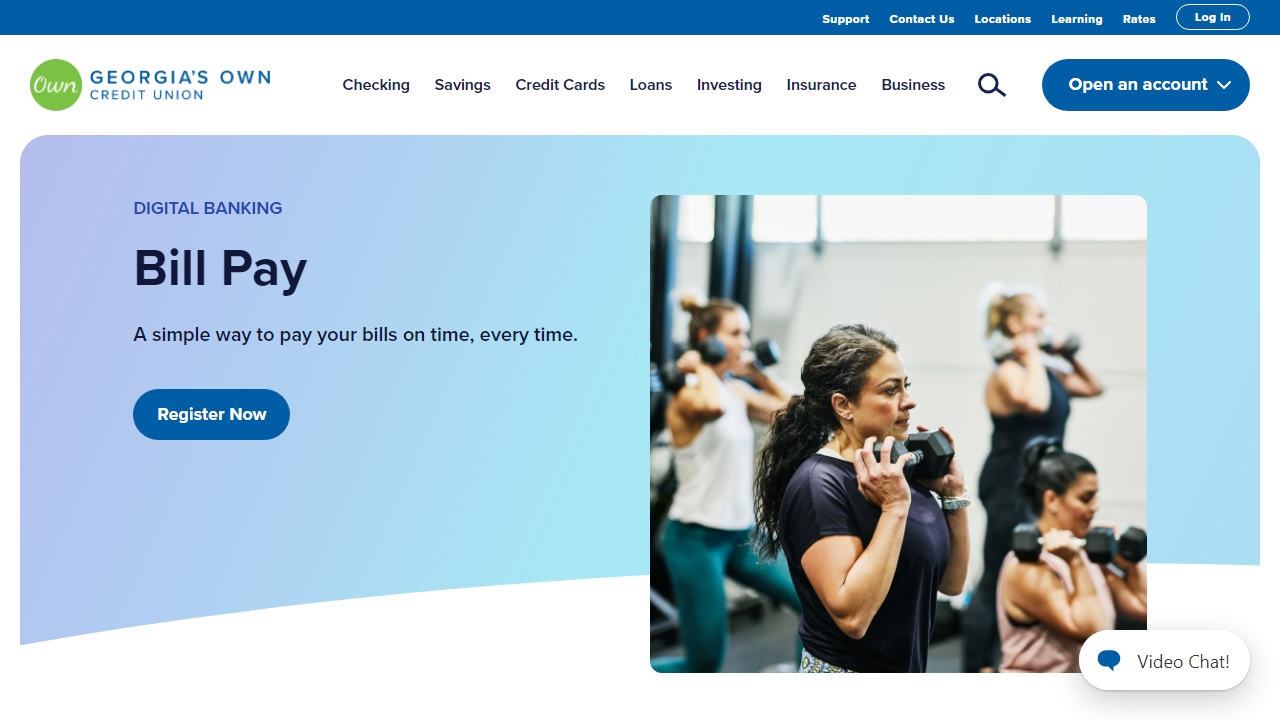 Support Contact Us Locations Learning Rates Log In
Own GEORGIA'S OWN
CREDIT UNION
Checking Savings Credit Cards Loans Investing Insurance Business Open an account
DIGITAL BANKING
Bill Pay
A simple way to pay your bills on time, every time.
Register Now
Video Chat!